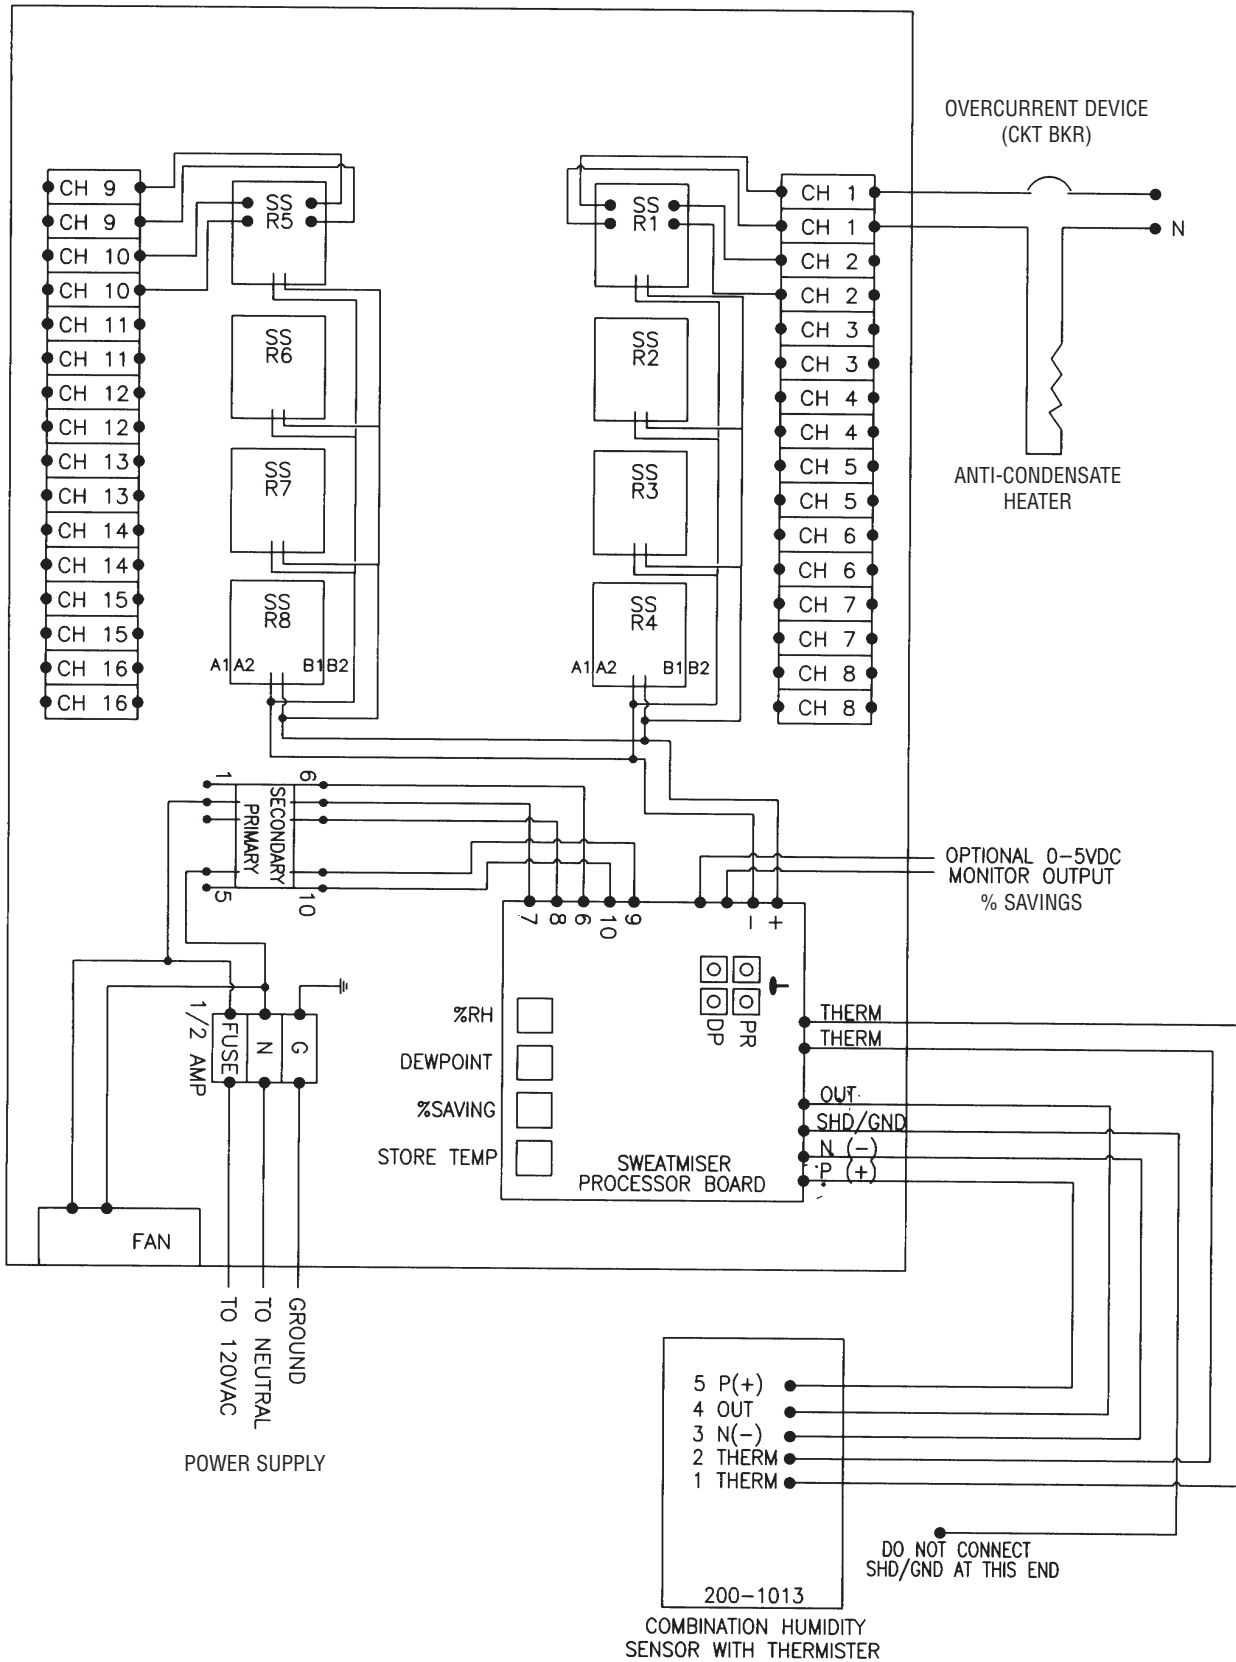 OVERCURRENT DEVICE
(CKT BKR)
CH 9
CH 9
CH 10
CH 10
CH 11
CH 11
CH 12
CH 12
CH 13
CH 13
CH 14
CH 14
CH 15
CH 15
CH 16
CH 16
SS
R5
SS
R6
SS
R7
SS
R8
A1 A2
B1 B2
SS
R1
SS
R2
SS
R3
SS
R4
A1 A2
B1 B2
CH 1
CH 1
CH 2
CH 2
CH 3
CH 3
CH 4
CH 4
CH 5
CH 5
CH 6
CH 6
CH 7
CH 7
CH 8
CH 8
N
ANTI-CONDENSATE
HEATER
1
6
SECONDARY
PRIMARY
5
10
OPTIONAL 0-5VDC
MONITOR OUTPUT
% SAVINGS
7
8
6
10
9
-
+
DP
PR
%RH
DEWPOINT
%SAVING
STORE TEMP
SWEATMISER
PROCESSOR BOARD
THERM
THERM
OUT
SHD/GND
N (-)
P (+)
1/2 AMP
FUSE
N
G
FAN
TO 120VAC
TO NEUTRAL
GROUND
POWER SUPPLY
5 P(+)
4 OUT
3 N(-)
2 THERM
1 THERM
200-1013
COMBINATION HUMIDITY
SENSOR WITH THERMISTER
DO NOT CONNECT
SHD/GND AT THIS END